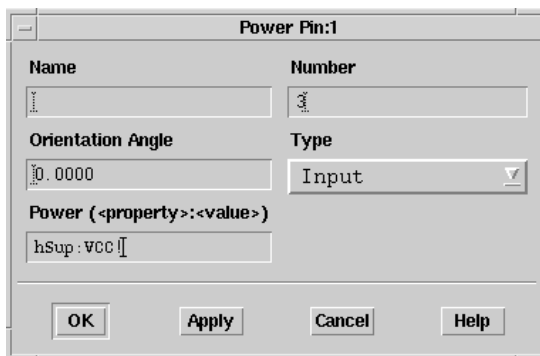 Power Pin:1
Name Number
3
Orientation Angle Type
0.0000 Input
Power (<property>:<value>)
hSup:VCC!
OK Apply Cancel Help